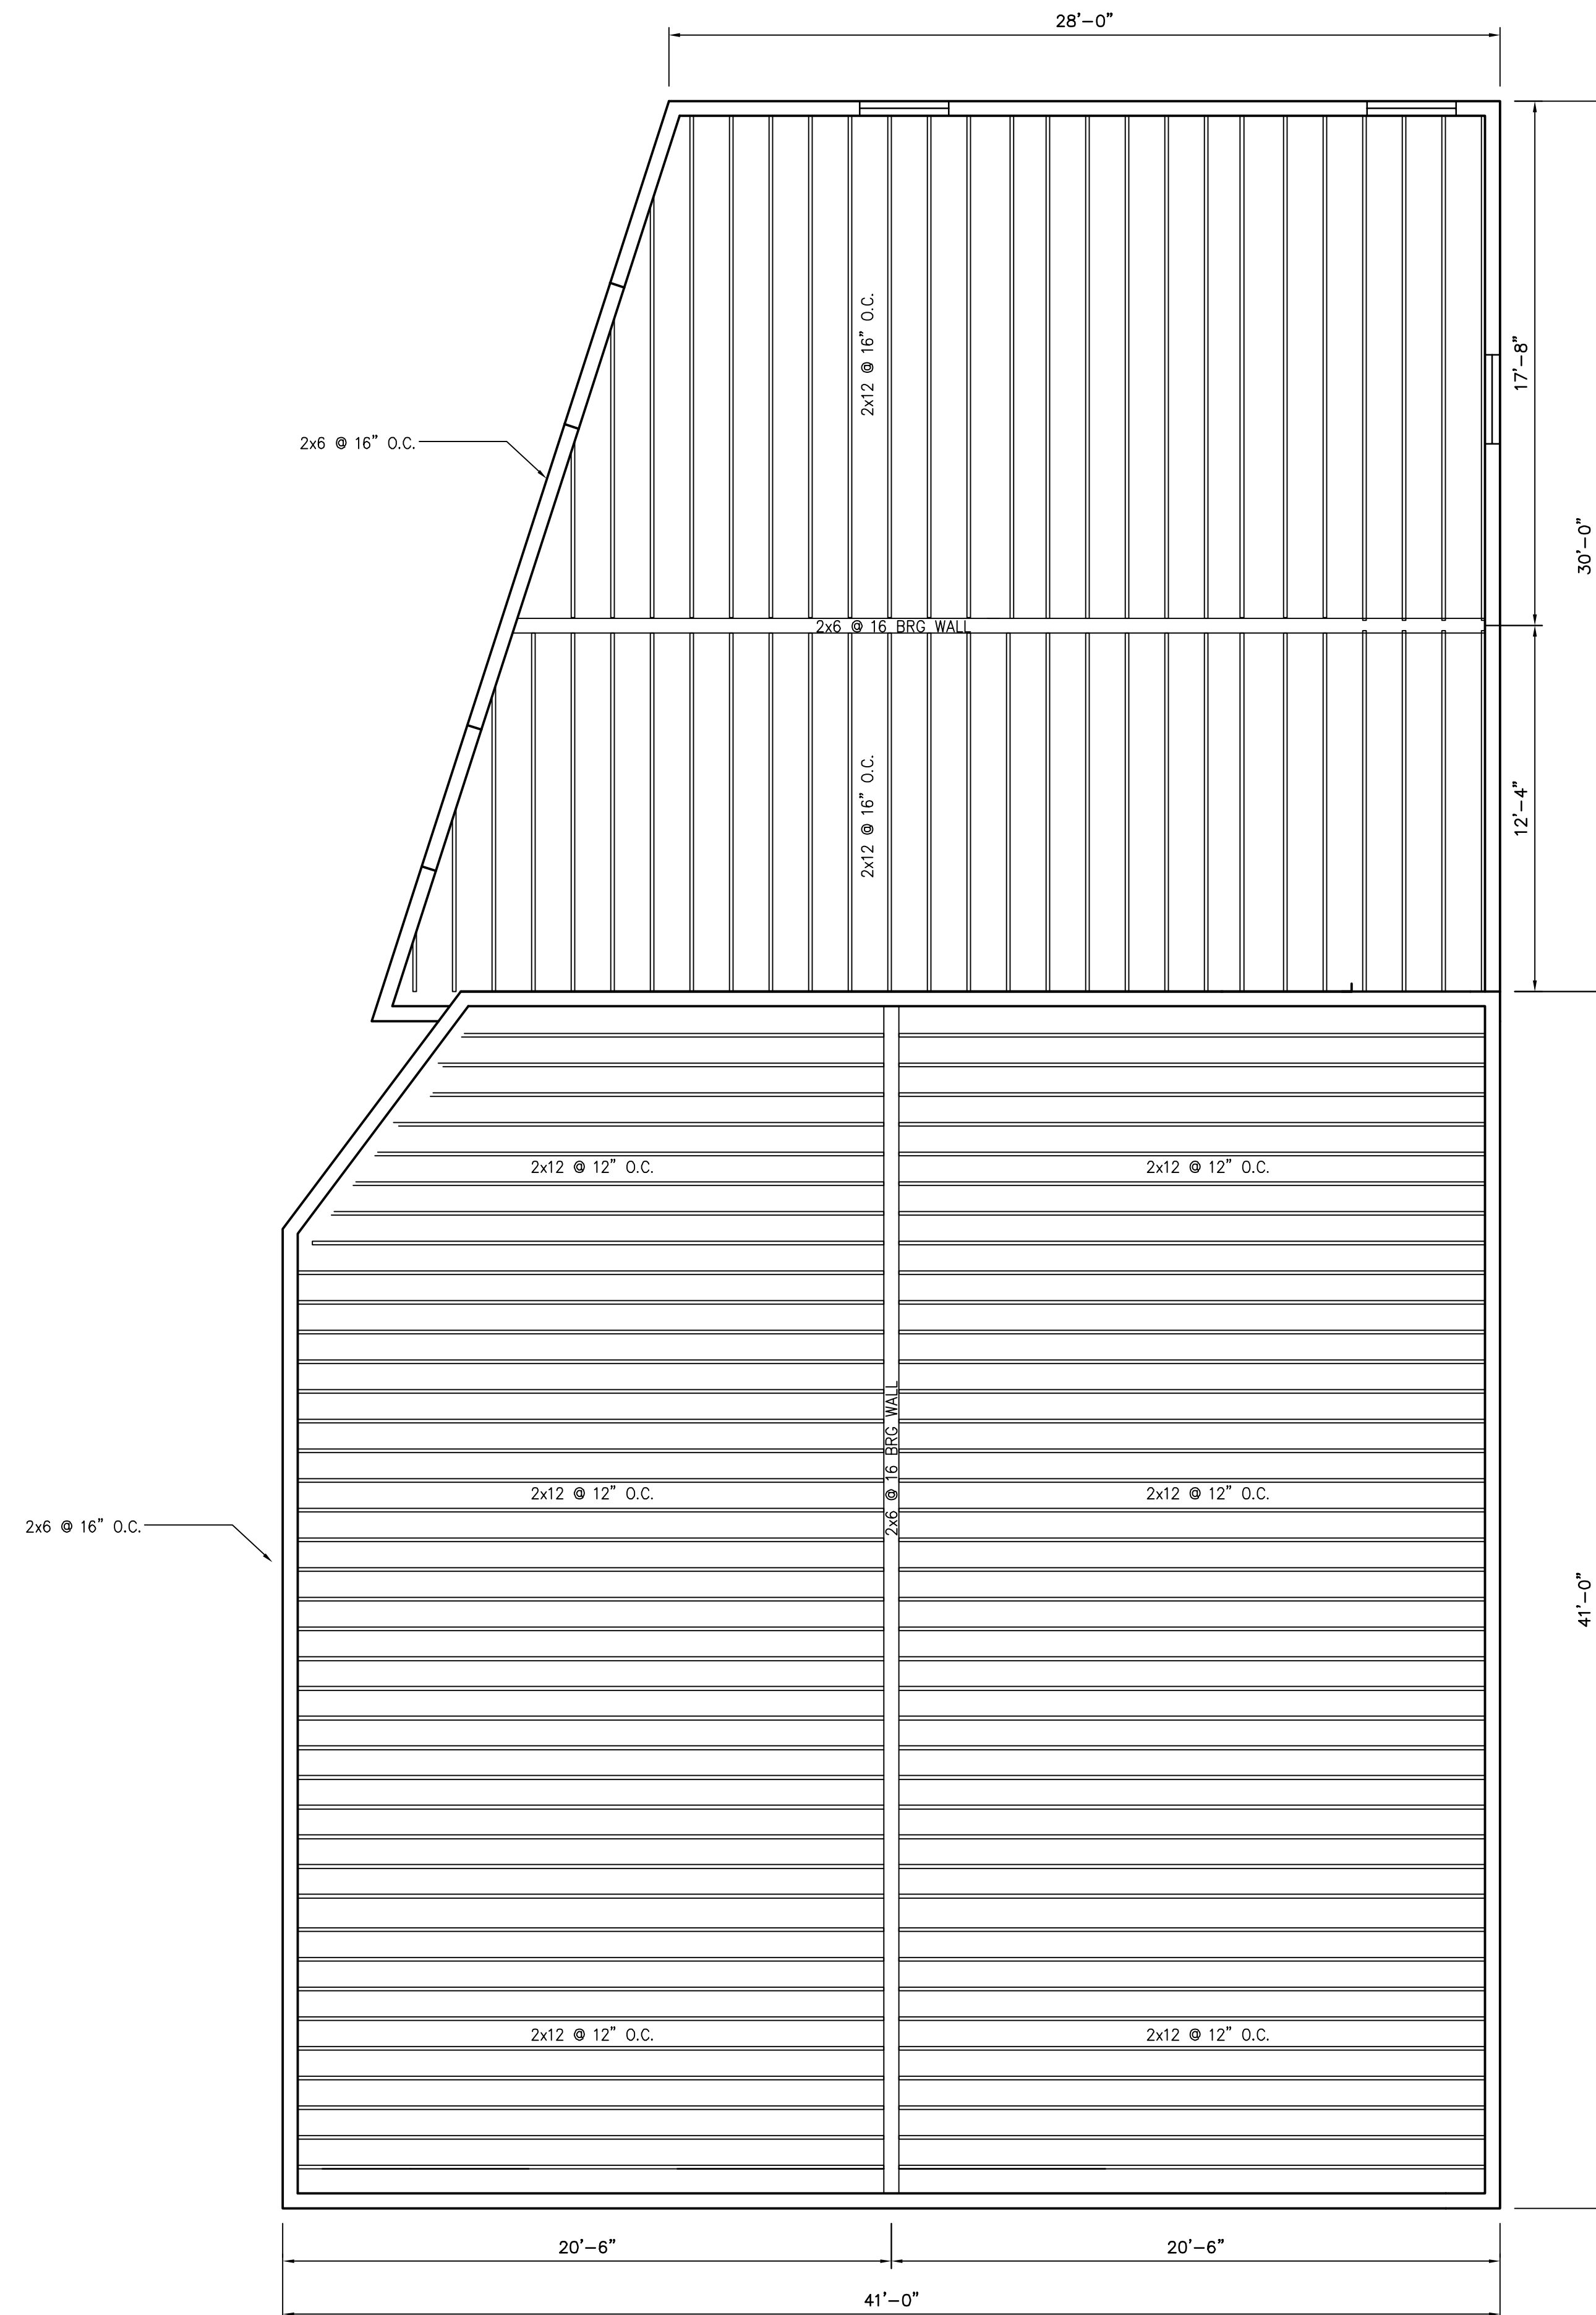 28'-0"
2x12 @ 16" O.C.
17'-8"
2x6 @ 16" O.C.
30'-0"
2x6 @ 16 BRG WALL
2x12 @ 16" O.C.
12'-4"
2x12 @ 12" O.C.
2x12 @ 12" O.C.
2x6 @ 16 BRG WALL
2x12 @ 12" O.C.
2x12 @ 12" O.C.
2x6 @ 16" O.C.
41'-0"
2x12 @ 12" O.C.
2x12 @ 12" O.C.
20'-6"
20'-6"
41'-0"